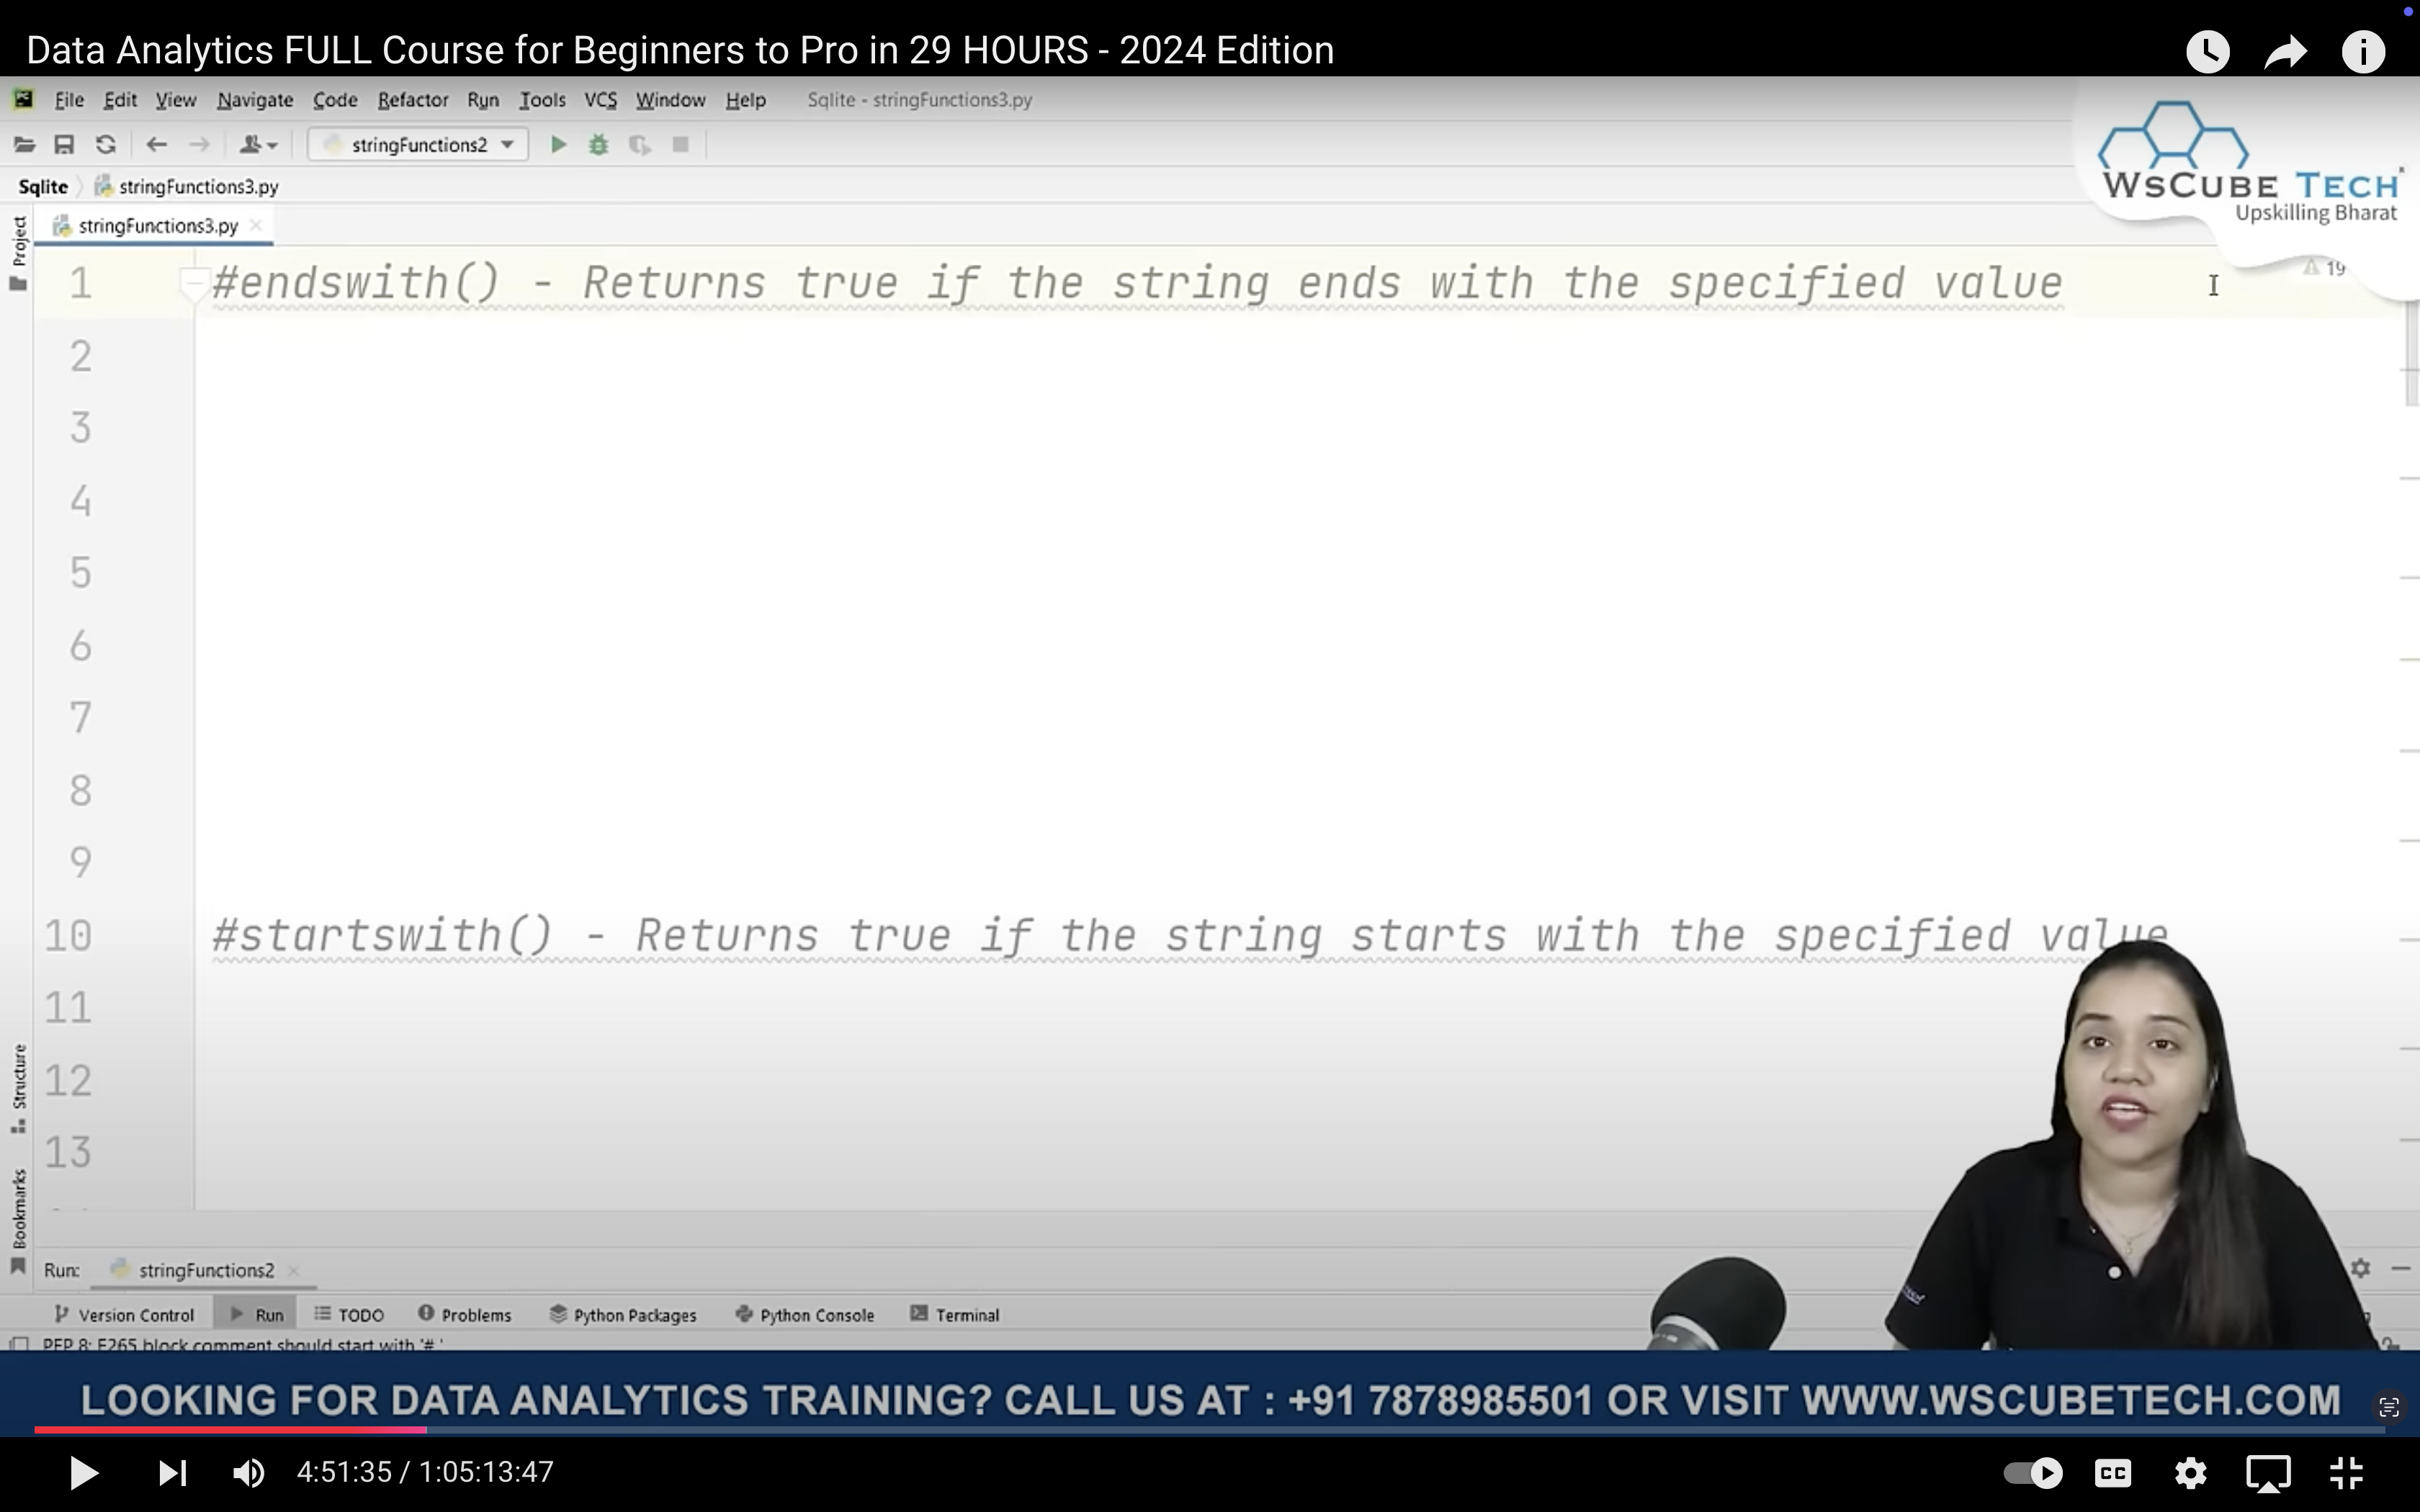 Data Analytics FULL Course for Beginners to Pro in 29 HOURS - 2024 Edition
File Edit View Navigate Code Refactor Run Tools VCS Window Help Sqlite - stringFunctions3.py
WsCube Tech
Upskilling Bharat
stringFunctions2
Sqlite stringFunctions3.py
Project
stringFunctions3.py
19
1 #endswith() - Returns true if the string ends with the specified value
2
3
4
5
6
7
8
9
10 #startswith() - Returns true if the string starts with the specified value
11
12
13
Structure
Bookmarks
Run: stringFunctions2
Version Control Run TODO Problems Python Packages Python Console Terminal
PEP 8: E265 block comment should start with '# '
LOOKING FOR DATA ANALYTICS TRAINING? CALL US AT : +91 7878985501 OR VISIT WWW.WSCUBETECH.COM
4:51:35 / 1:05:13:47
CC